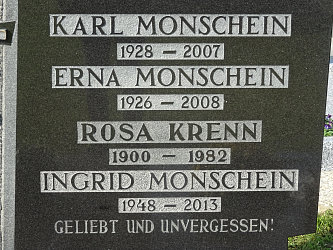 KARL MONSCHEIN
1928 – 2007
ERNA MONSCHEIN
1926 – 2008
ROSA KRENN
1900 – 1982
INGRID MONSCHEIN
1948 – 2013
GELIEBT UND UNVERGESSEN!